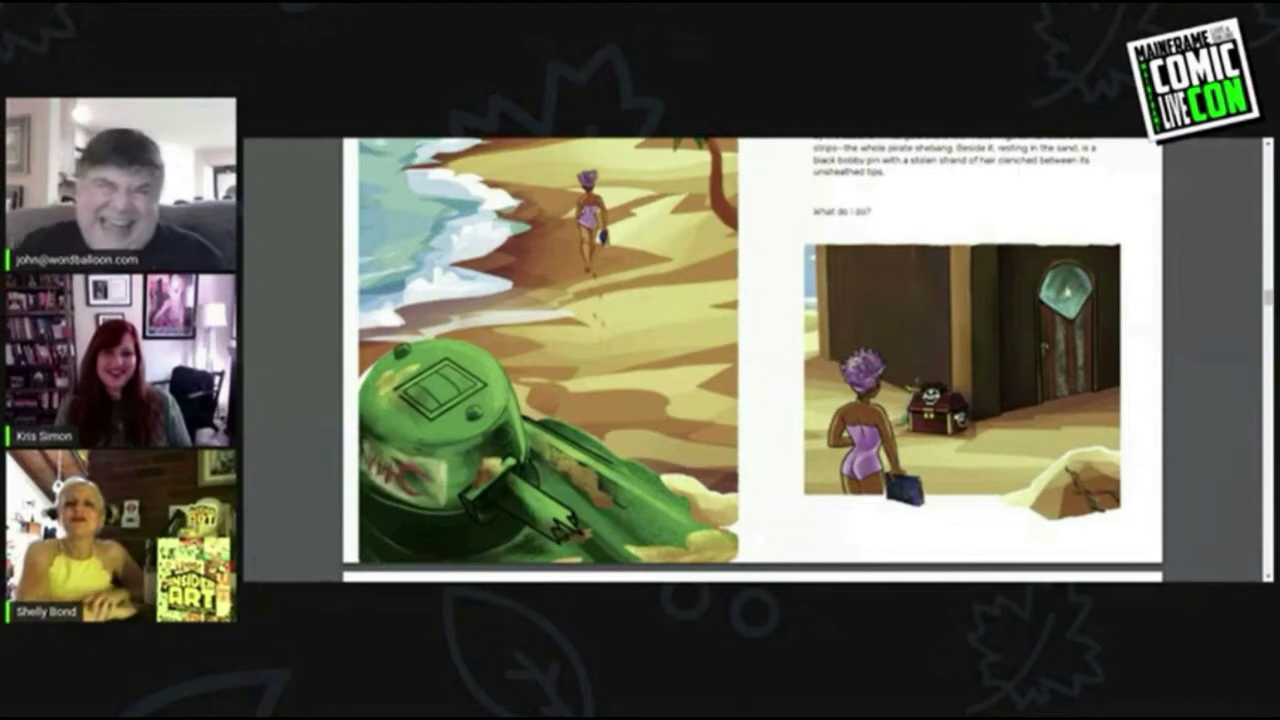 MAINFRAME
COMIC
LIVE CON
strips—the whole pirate shebang. Beside it, resting in the sand, is a
black bobby pin with a stolen strand of hair clenched between its
unsheathed tips.
What do I do?
john@wordballoon.com
Kris Simon
INSIDER
ART
Shelly Bond